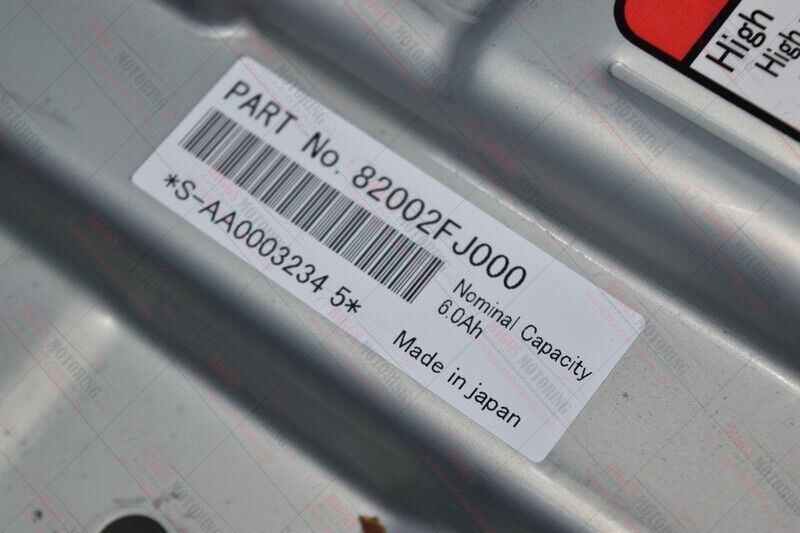 PART No. 82002FJ000
*S-AA0003234 5*
Nominal Capacity
6.0Ah
Made in japan
High
High